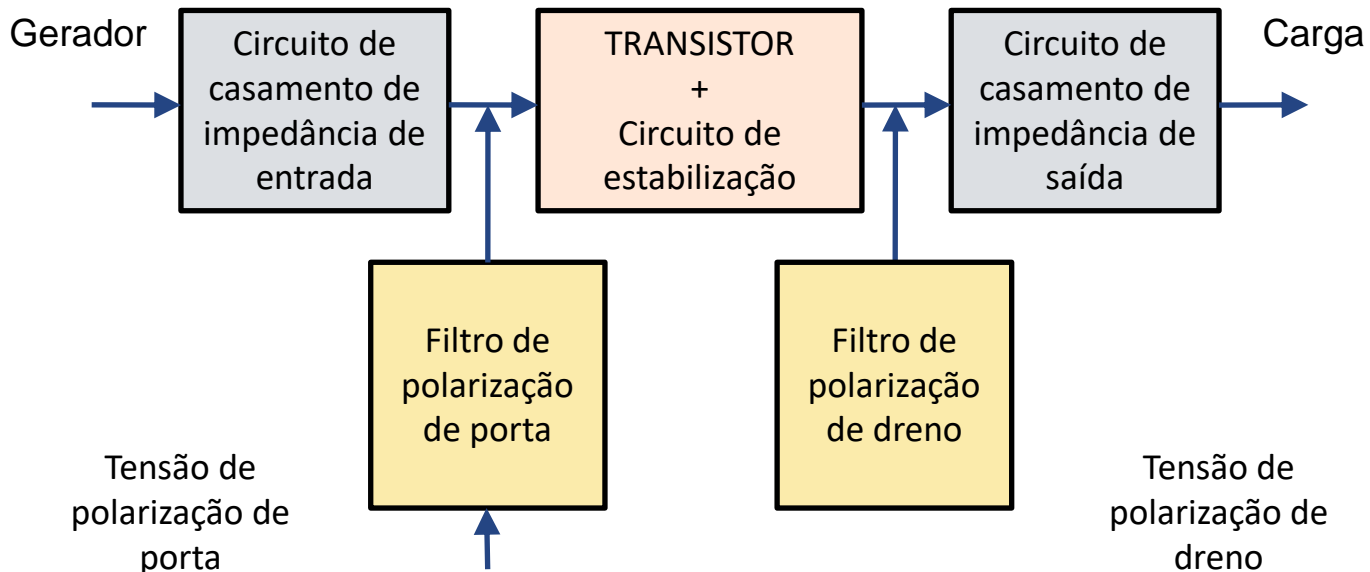 Gerador
Circuito de
casamento de
impedância de
entrada
TRANSISTOR
+
Circuito de
estabilização
Circuito de
casamento de
impedância de
saída
Carga
Filtro de
polarização
de porta
Filtro de
polarização
de dreno
Tensão de
polarização de
porta
Tensão de
polarização de
dreno